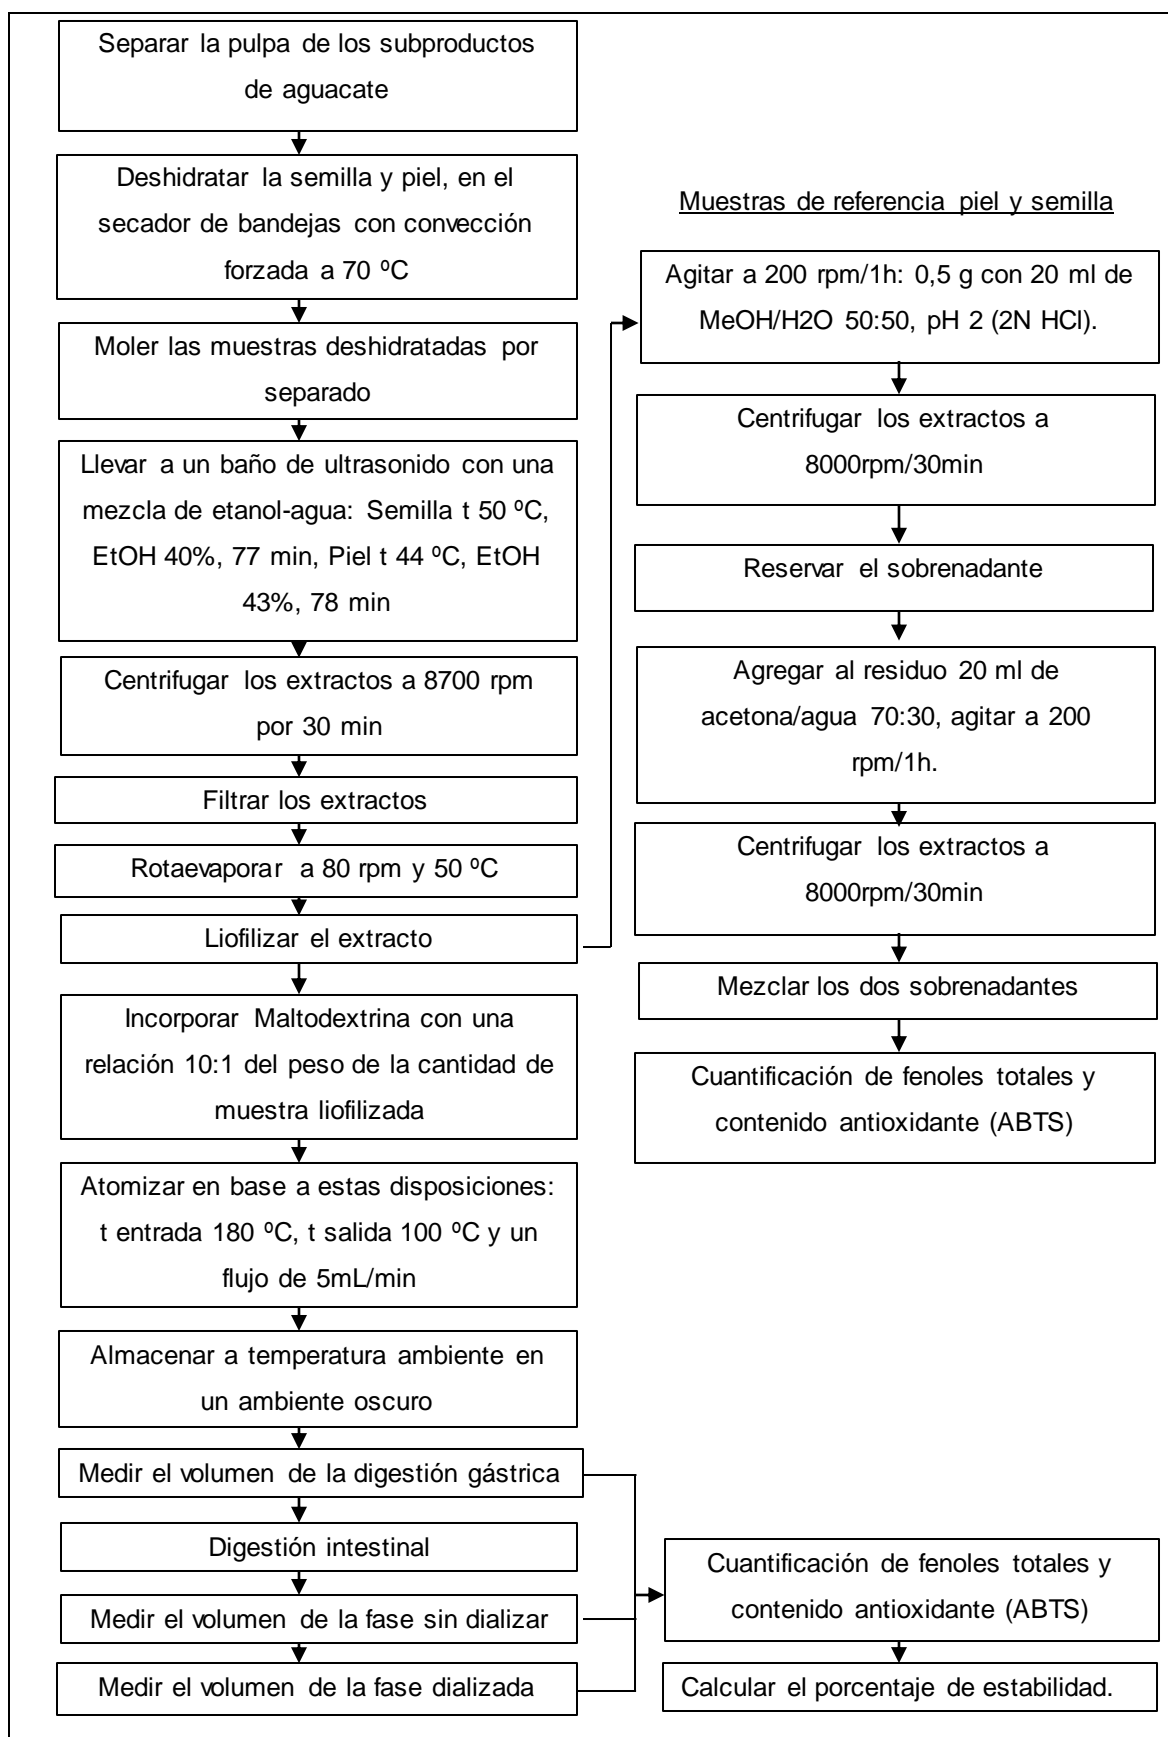 Separar la pulpa de los subproductos
de aguacate
Deshidratar la semilla y piel, en el
secador de bandejas con convección
forzada a 70 ºC
Moler las muestras deshidratadas por
separado
Llevar a un baño de ultrasonido con una
mezcla de etanol-agua: Semilla t 50 ºC,
EtOH 40%, 77 min, Piel t 44 ºC, EtOH
43%, 78 min
Centrifugar los extractos a 8700 rpm
por 30 min
Filtrar los extractos
Rotaevaporar a 80 rpm y 50 ºC
Liofilizar el extracto
Incorporar Maltodextrina con una
relación 10:1 del peso de la cantidad de
muestra liofilizada
Atomizar en base a estas disposiciones:
t entrada 180 ºC, t salida 100 ºC y un
flujo de 5mL/min
Almacenar a temperatura ambiente en
un ambiente oscuro
Medir el volumen de la digestión gástrica
Digestión intestinal
Medir el volumen de la fase sin dializar
Medir el volumen de la fase dializada
Muestras de referencia piel y semilla
Agitar a 200 rpm/1h: 0,5 g con 20 ml de
MeOH/H2O 50:50, pH 2 (2N HCl).
Centrifugar los extractos a
8000rpm/30min
Reservar el sobrenadante
Agregar al residuo 20 ml de
acetona/agua 70:30, agitar a 200
rpm/1h.
Centrifugar los extractos a
8000rpm/30min
Mezclar los dos sobrenadantes
Cuantificación de fenoles totales y
contenido antioxidante (ABTS)
Cuantificación de fenoles totales y
contenido antioxidante (ABTS)
Calcular el porcentaje de estabilidad.